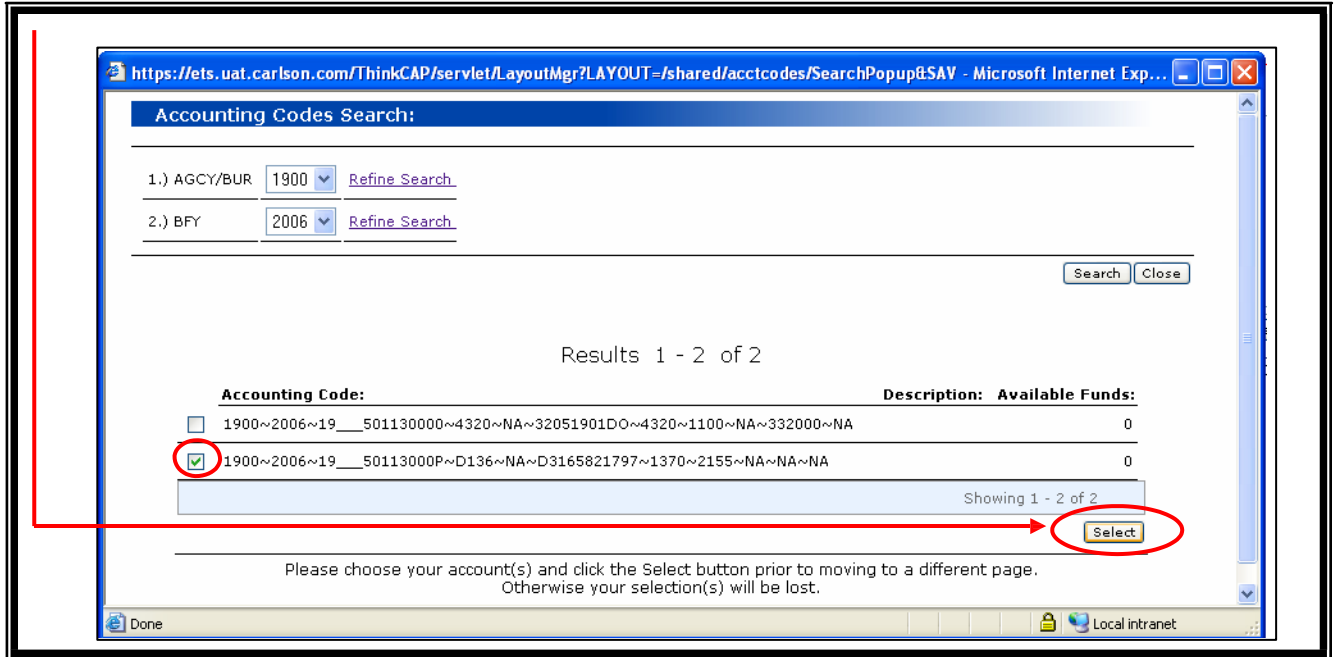 https://ets.uat.carlson.com/ThinkCAP/servlet/LayoutMgr?LAYOUT=/shared/acctcodes/SearchPopup&SAV - Microsoft Internet Exp...
Accounting Codes Search:
1.) AGCY/BUR 1900 Refine Search
2.) BFY 2006 Refine Search
Search Close
Results 1 - 2 of 2
Accounting Code: Description: Available Funds:
1900~2006~19___501130000~4320~NA~32051901DO~4320~1100~NA~332000~NA 0
1900~2006~19___50113000P~D136~NA~D3165821797~1370~2155~NA~NA~NA 0
Showing 1 - 2 of 2
Select
Please choose your account(s) and click the Select button prior to moving to a different page.
Otherwise your selection(s) will be lost.
Done Local intranet